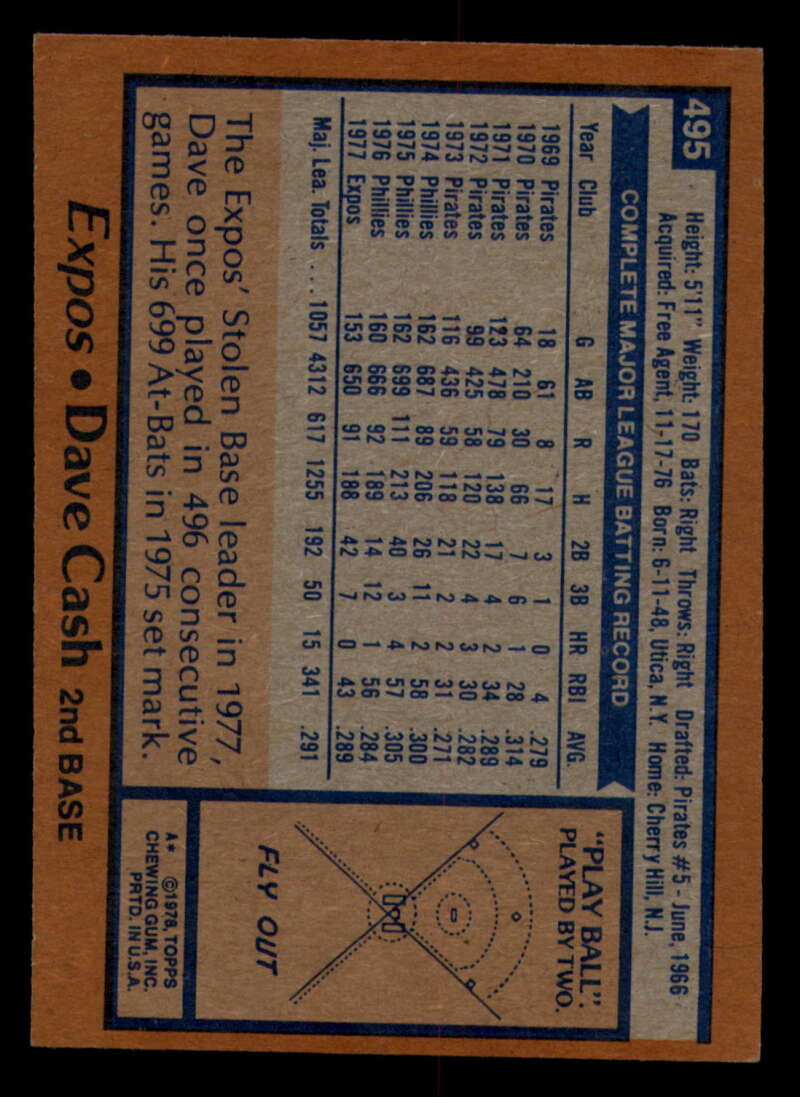 495
Height: 5'11" Weight: 170 Bats: Right Throws: Right Drafted: Pirates #5 - June, 1966
Acquired: Free Agent, 11-17-76 Born: 6-11-48, Utica, N.Y. Home: Cherry Hill, N.J.
COMPLETE MAJOR LEAGUE BATTING RECORD
Year Club G AB R H 2B 3B HR RBI AVG.
1969 Pirates 18 61 8 17 3 1 0 4 .279
1970 Pirates 64 210 30 66 7 6 1 28 .314
1971 Pirates 123 478 79 138 17 4 2 34 .289
1972 Pirates 99 425 58 120 22 4 3 30 .282
1973 Pirates 116 436 59 118 21 2 2 31 .271
1974 Phillies 162 687 89 206 26 11 2 58 .300
1975 Phillies 162 699 111 213 40 3 4 57 .305
1976 Phillies 160 666 92 189 14 12 1 56 .284
1977 Expos 153 650 91 188 42 7 0 43 .289
Maj. Lea. Totals .... 1057 4312 617 1255 192 50 15 341 .291
The Expos' Stolen Base leader in 1977,
Dave once played in 496 consecutive
games. His 699 At-Bats in 1975 set mark.
"PLAY BALL":
PLAYED BY TWO.
FLY OUT
A* ©1978, TOPPS
CHEWING GUM, INC.
PRTD. IN U.S.A.
Expos • Dave Cash 2nd BASE